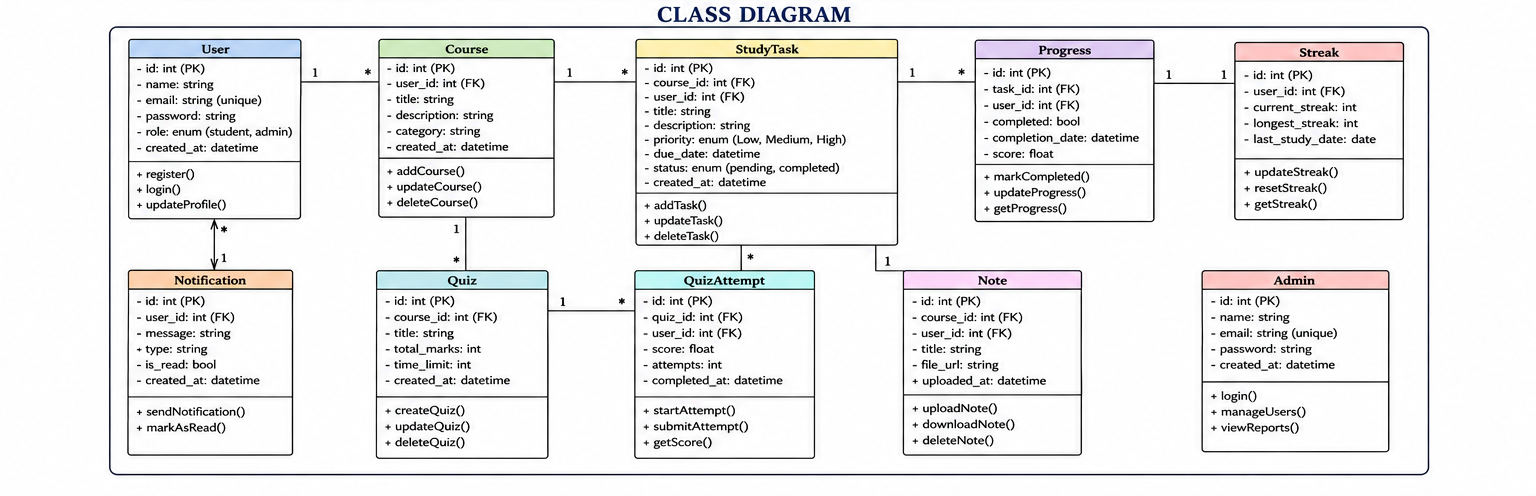 CLASS DIAGRAM
User
- id: int (PK)
- name: string
- email: string (unique)
- password: string
- role: enum (student, admin)
- created_at: datetime
+ register()
+ login()
+ updateProfile()
1 *
Course
- id: int (PK)
- user_id: int (FK)
- title: string
- description: string
- category: string
- created_at: datetime
+ addCourse()
+ updateCourse()
+ deleteCourse()
1 *
StudyTask
- id: int (PK)
- course_id: int (FK)
- user_id: int (FK)
- title: string
- description: string
- priority: enum (Low, Medium, High)
- due_date: datetime
- status: enum (pending, completed)
- created_at: datetime
+ addTask()
+ updateTask()
+ deleteTask()
1 *
Progress
- id: int (PK)
- task_id: int (FK)
- user_id: int (FK)
- completed: bool
- completion_date: datetime
- score: float
+ markCompleted()
+ updateProgress()
+ getProgress()
1 1
Streak
- id: int (PK)
- user_id: int (FK)
- current_streak: int
- longest_streak: int
- last_study_date: date
+ updateStreak()
+ resetStreak()
+ getStreak()
*
1
1
*
*
1
Notification
- id: int (PK)
- user_id: int (FK)
- message: string
+ type: string
- is_read: bool
- created_at: datetime
+ sendNotification()
+ markAsRead()
Quiz
- id: int (PK)
- course_id: int (FK)
- title: string
- total_marks: int
- time_limit: int
- created_at: datetime
+ createQuiz()
+ updateQuiz()
+ deleteQuiz()
1 *
QuizAttempt
- id: int (PK)
- quiz_id: int (FK)
- user_id: int (FK)
- score: float
- attempts: int
- completed_at: datetime
+ startAttempt()
+ submitAttempt()
+ getScore()
Note
- id: int (PK)
- course_id: int (FK)
- user_id: int (FK)
- title: string
- file_url: string
+ uploaded_at: datetime
+ uploadNote()
+ downloadNote()
+ deleteNote()
Admin
- id: int (PK)
- name: string
- email: string (unique)
- password: string
- created_at: datetime
+ login()
+ manageUsers()
+ viewReports()